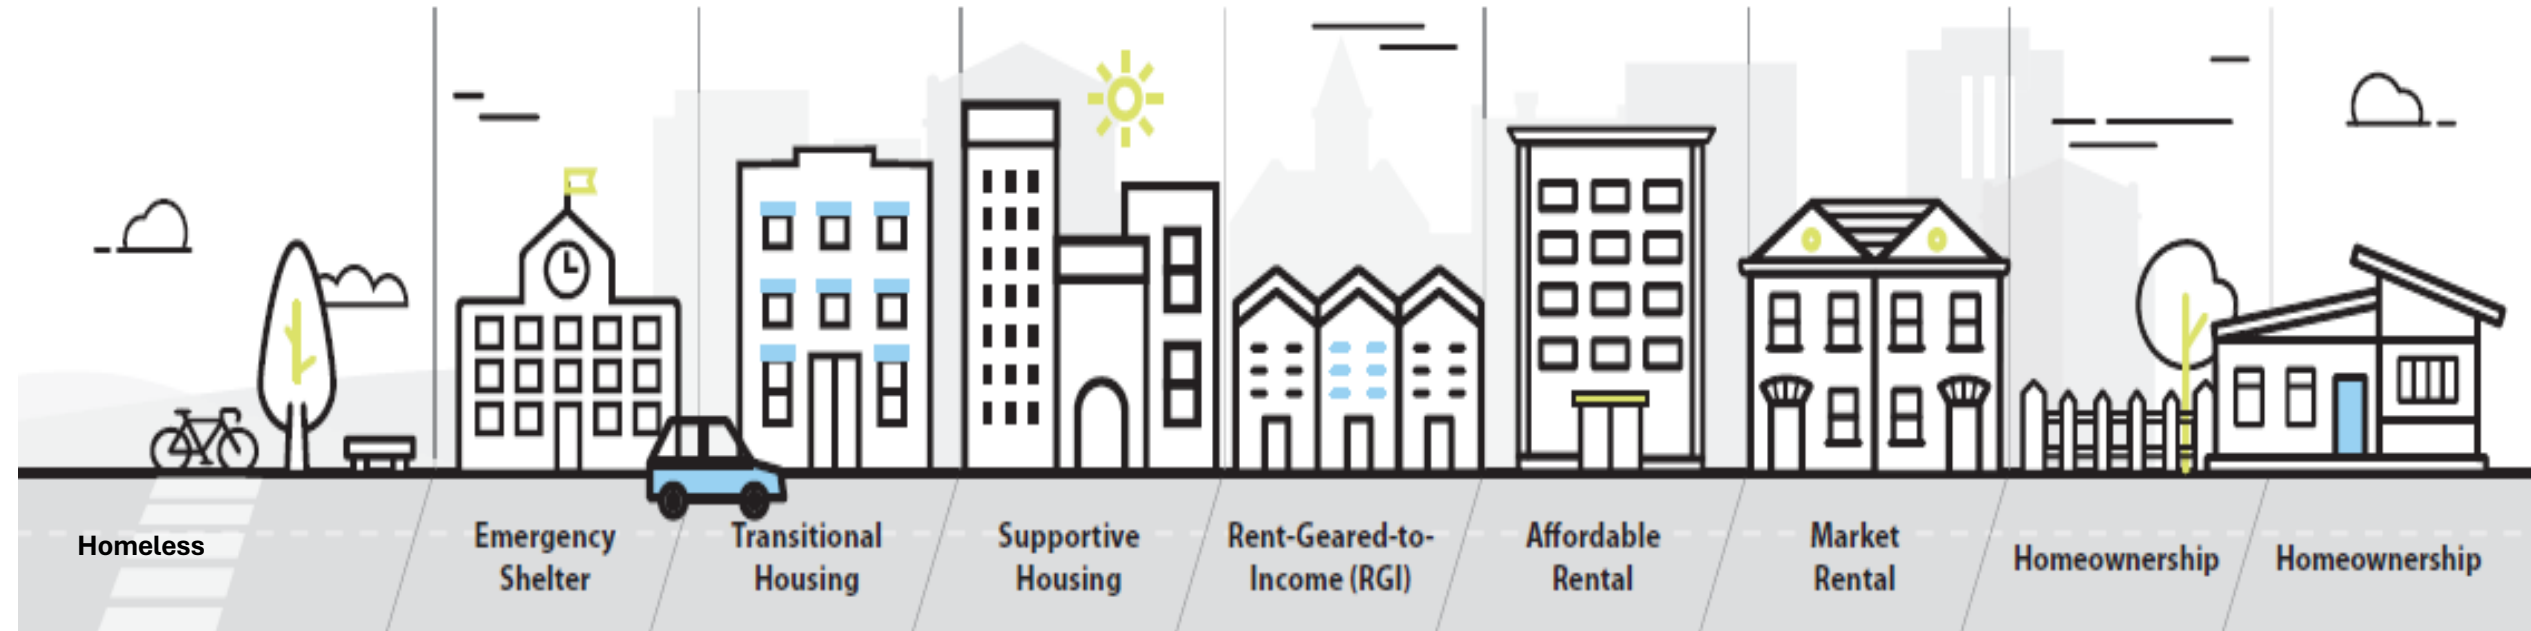 Homeless
Emergency
Shelter
Transitional
Housing
Supportive
Housing
Rent-Geared-to-
Income (RGI)
Affordable
Rental
Market
Rental
Homeownership
Homeownership